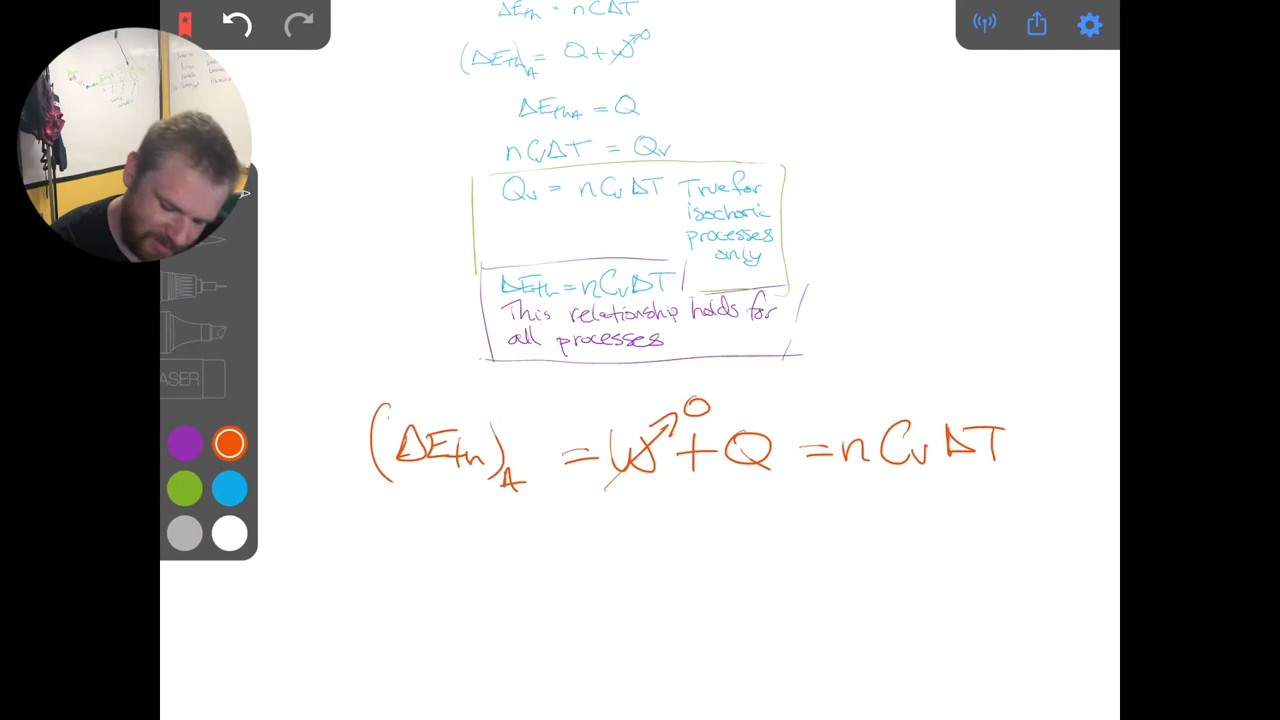 ΔEth = nCΔT
(ΔEth)A = Q + W→0
ΔEthA = Q
nCvΔT = Qv
Qv = nCvΔT True for
isochoric
processes
only
ΔEth = nCvΔT
This relationship holds for
all processes
(ΔEth)A = W→0 + Q = nCvΔT
ASER